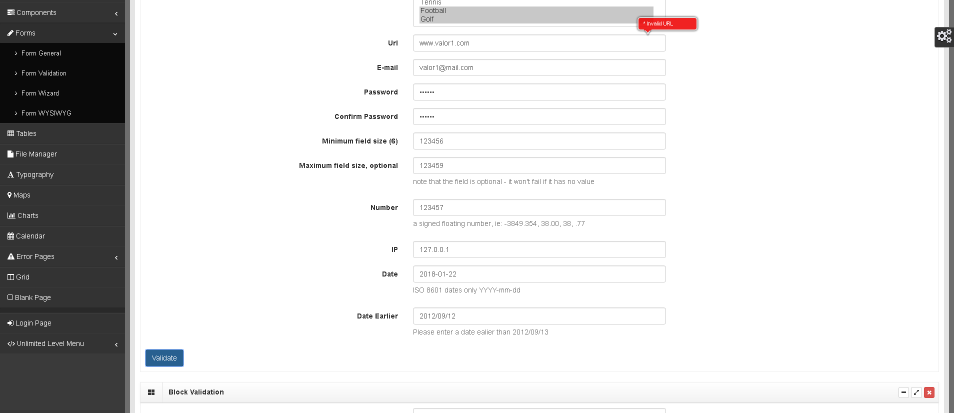 Components
Forms
Form General
Form Validation
Form Wizard
Form WYSIWYG
Tables
File Manager
Typography
Maps
Charts
Calendar
Error Pages
Grid
Blank Page
Login Page
Unlimited Level Menu
Tennis
Football
Golf
* Invalid URL
Url
www.valor1.com
E-mail
valor1@mail.com
Password
••••••
Confirm Password
••••••
Minimum field size (6)
123456
Maximum field size, optional
123459
note that the field is optional - it won't fail if it has no value
Number
123457
a signed floating number, ie: -3849.354, 38.00, 38, .77
IP
127.0.0.1
Date
2018-01-22
ISO 8601 dates only YYYY-mm-dd
Date Earlier
2012/09/12
Please enter a date ealier than 2012/09/13
Validate
Block Validation